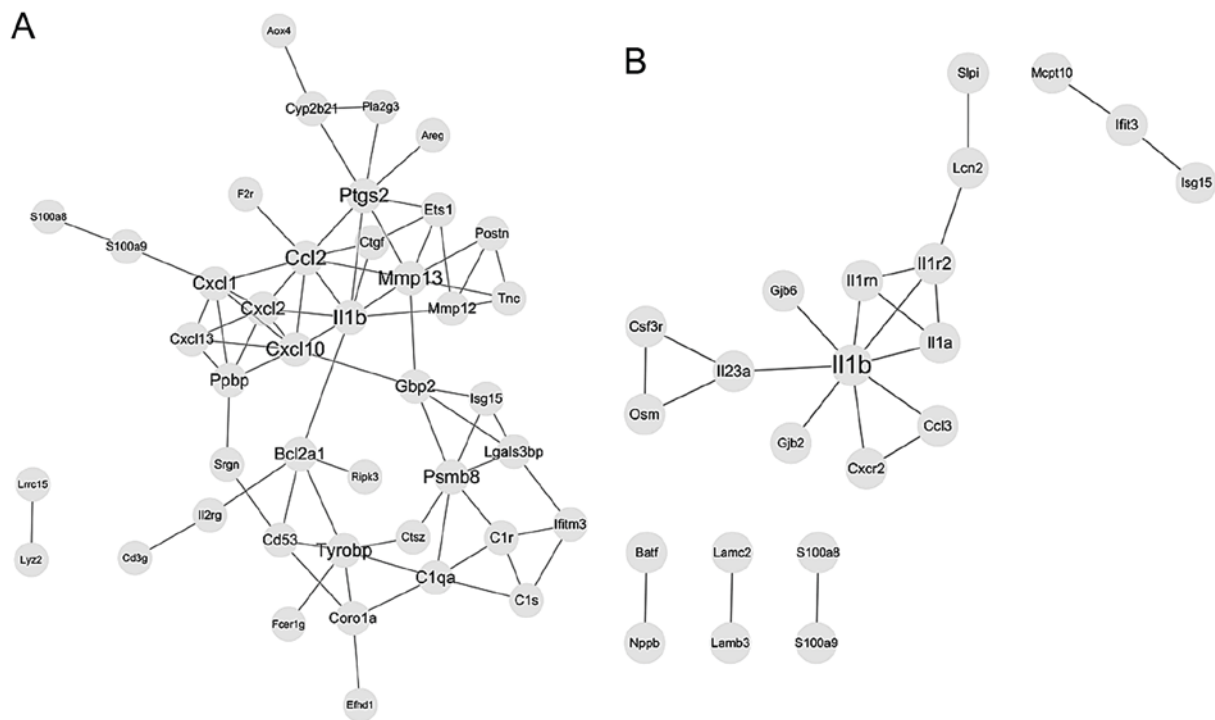 A
Aox4
Cyp2b21
Pla2g3
Areg
Ptgs2
F2r
Ets1
S100a8
S100a9
Ctgf
Postn
Ccl2
Cxcl1
Mmp13
Cxcl2
Il1b
Mmp12
Tnc
Cxcl13
Cxcl10
Ppbp
Gbp2
Isg15
Bcl2a1
Lgals3bp
Srgn
Ripk3
Psmb8
Lrrc15
Il2rg
Ifitm3
Cd53
Ctsz
C1r
Tyrobp
Lyz2
Cd3g
C1qa
C1s
Fcer1g
Coro1a
Efhd1
B
Slpi
Mcpt10
Ifit3
Lcn2
Isg15
Il1r2
Il1rn
Gjb6
Csf3r
Il1a
Il23a
Il1b
Osm
Gjb2
Ccl3
Cxcr2
Batf
Lamc2
S100a8
Nppb
Lamb3
S100a9